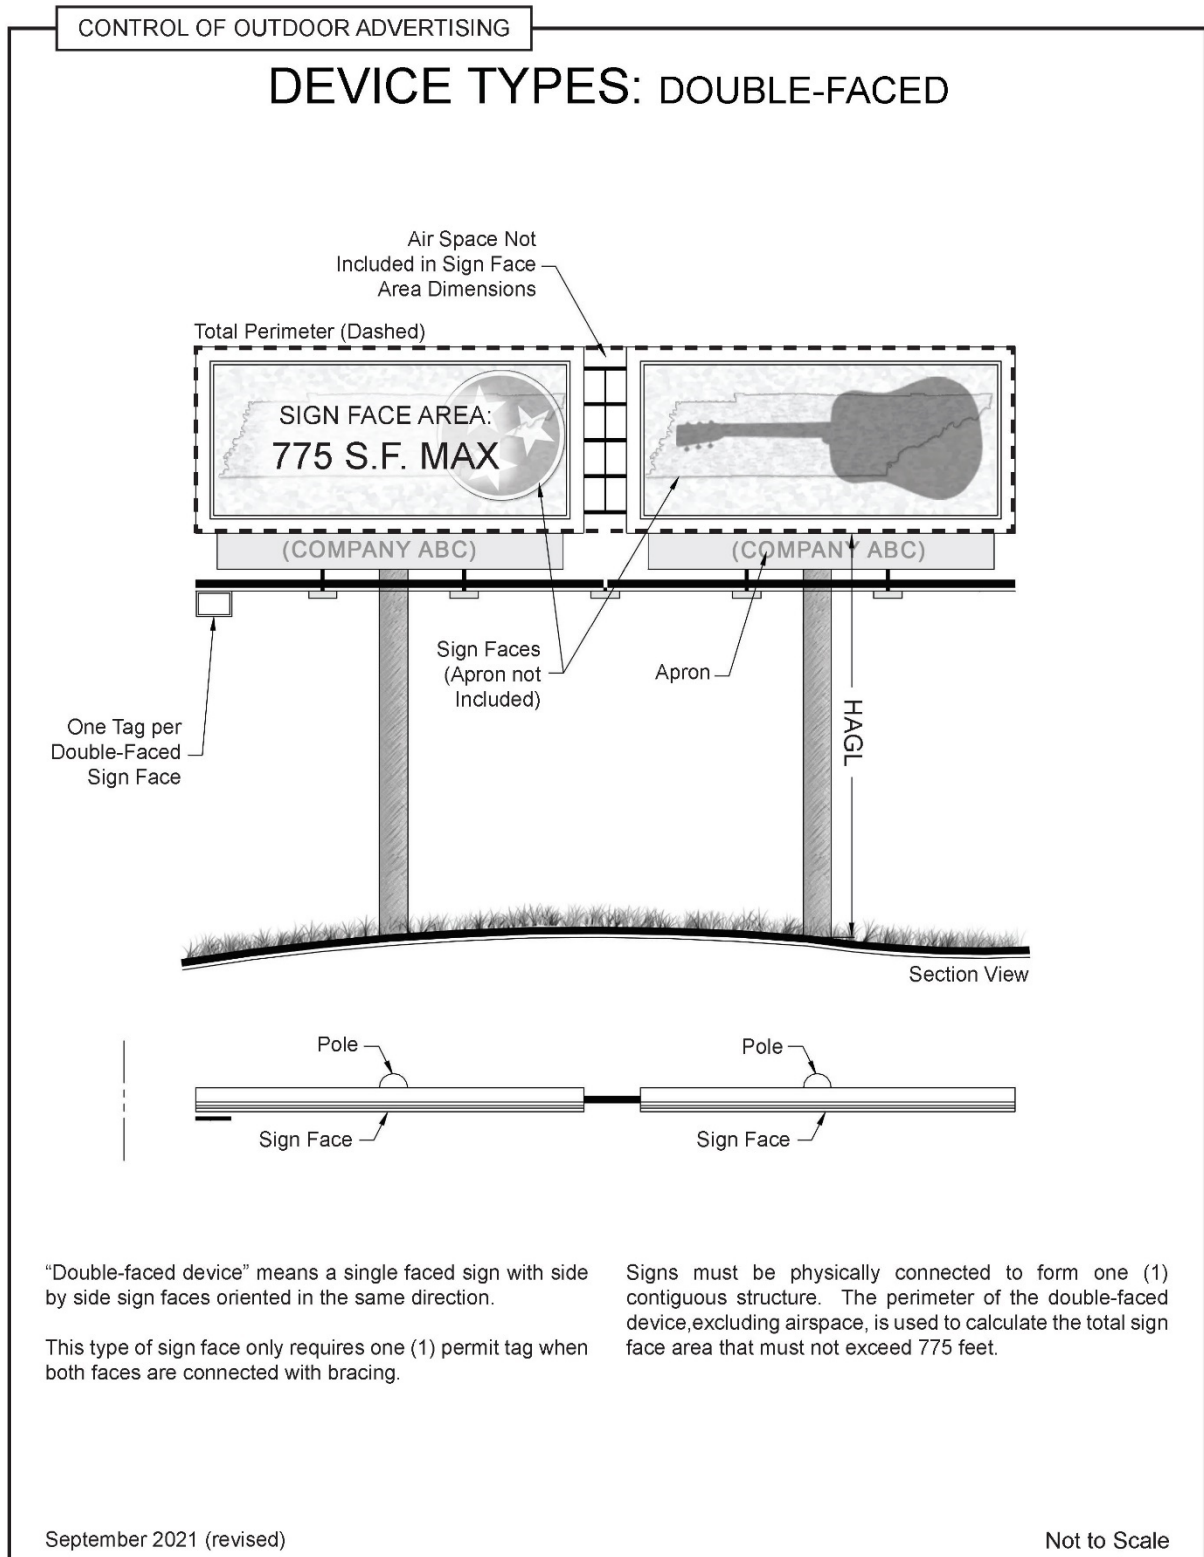 CONTROL OF OUTDOOR ADVERTISING
DEVICE TYPES: DOUBLE-FACED
Air Space Not
Included in Sign Face
Area Dimensions
Total Perimeter (Dashed)
SIGN FACE AREA:
775 S.F. MAX
(COMPANY ABC)
(COMPANY ABC)
Sign Faces
(Apron not
Included)
Apron
HAGL
One Tag per
Double-Faced
Sign Face
Section View
Pole
Pole
Sign Face
Sign Face
“Double-faced device” means a single faced sign with side
by side sign faces oriented in the same direction.
This type of sign face only requires one (1) permit tag when
both faces are connected with bracing.
Signs must be physically connected to form one (1)
contiguous structure. The perimeter of the double-faced
device,excluding airspace, is used to calculate the total sign
face area that must not exceed 775 feet.
September 2021 (revised)
Not to Scale